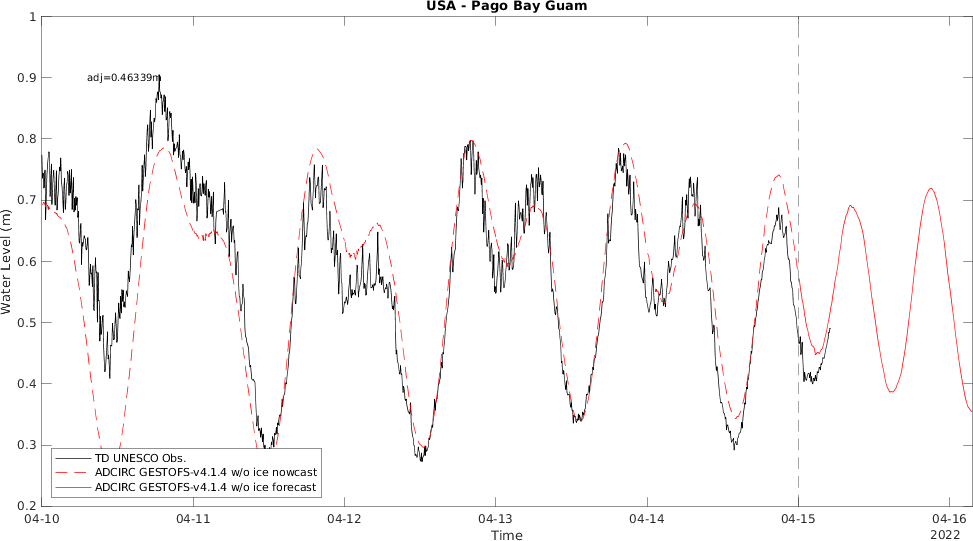 USA - Pago Bay Guam
Water Level (m)
1
0.9
0.8
0.7
0.6
0.5
0.4
0.3
0.2
adj=0.46339m
TD UNESCO Obs.
ADCIRC GESTOFS-v4.1.4 w/o ice nowcast
ADCIRC GESTOFS-v4.1.4 w/o ice forecast
04-10 04-11 04-12 04-13 04-14 04-15 04-16
Time
2022